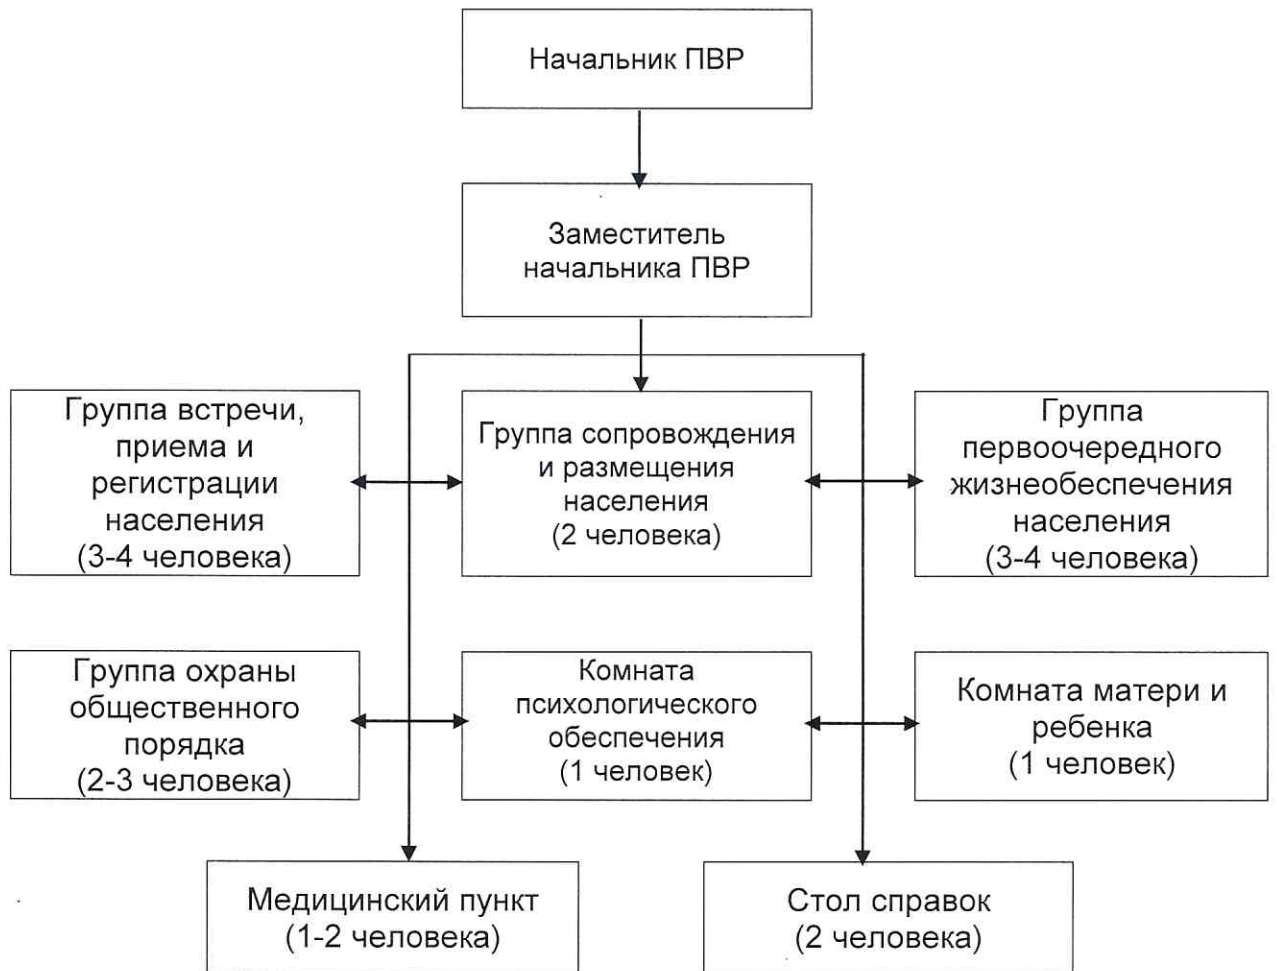 Начальник ПВР
Заместитель
начальника ПВР
Группа встречи,
приема и
регистрации
населения
(3-4 человека)
Группа сопровождения
и размещения
населения
(2 человека)
Группа
первоочередного
жизнеобеспечения
населения
(3-4 человека)
Группа охраны
общественного
порядка
(2-3 человека)
Комната
психологического
обеспечения
(1 человек)
Комната матери и
ребенка
(1 человек)
Медицинский пункт
(1-2 человека)
Стол справок
(2 человека)